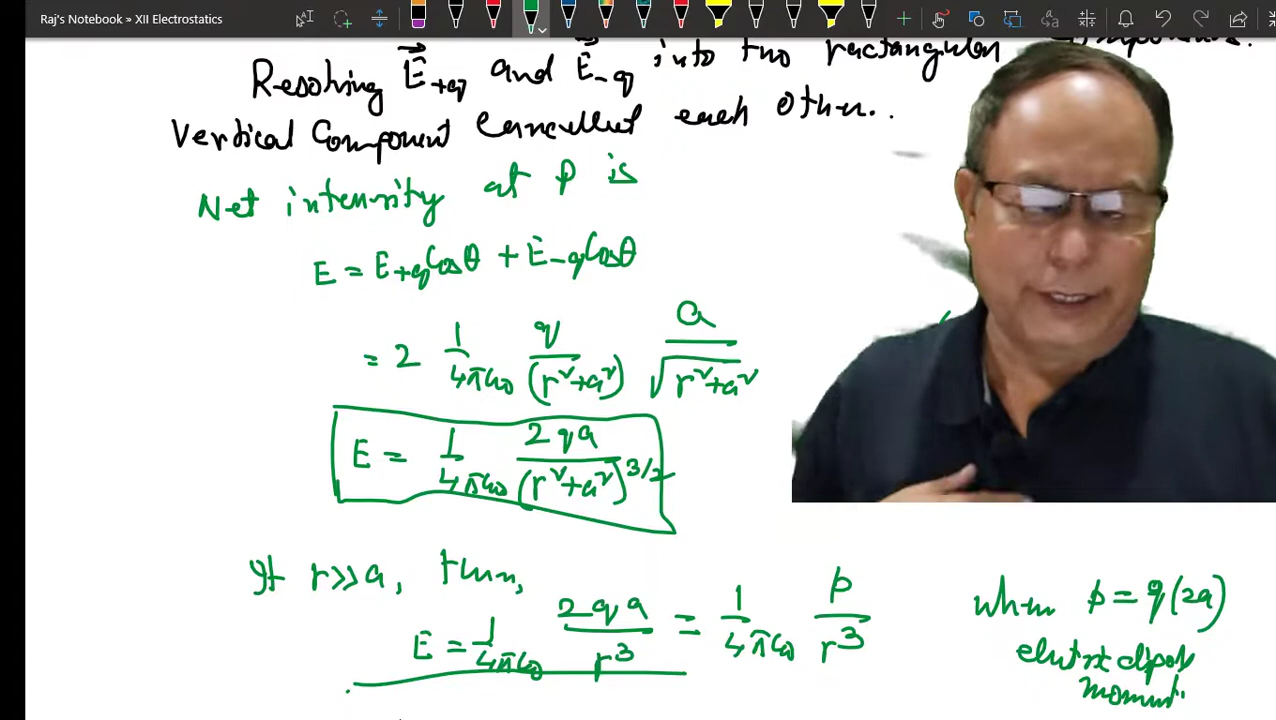 Raj's Notebook » XII Electrostatics
Resolving E⃗+q and E⃗-q into two rectangular
Vertical Component Cancelled each other.
Net intensity at P is
E = E+q Cosθ + E-q Cosθ
= 2 1/4πε₀ q/(r²+a²) a/√(r²+a²)
E = 1/4πε₀ 2qa/(r²+a²)^3/2
If r>>a, then,
E = 1/4πε₀ 2qa/r³ = 1/4πε₀ p/r³
when p = q(2a)
electric dipole
moment